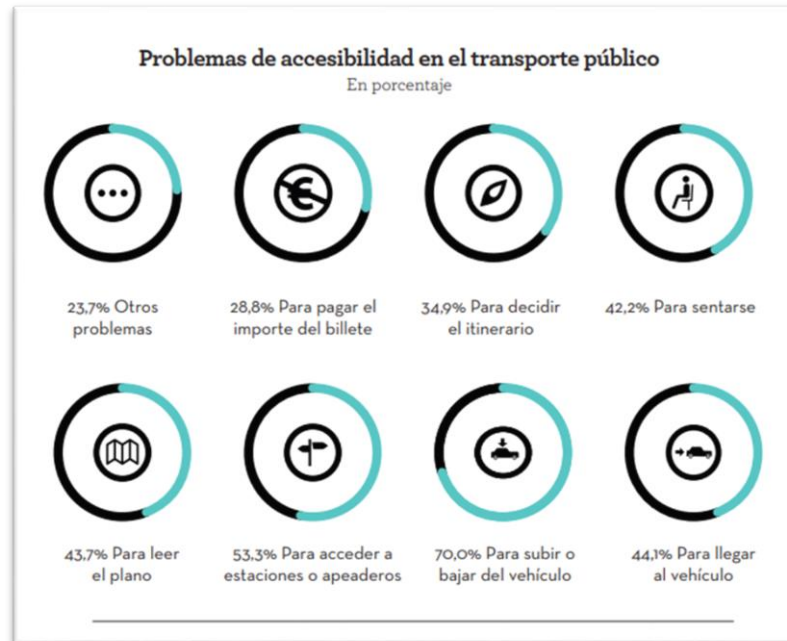 Problemas de accesibilidad en el transporte público
En porcentaje
23,7% Otros
problemas
28,8% Para pagar el
importe del billete
34,9% Para decidir
el itinerario
42,2% Para sentarse
43,7% Para leer
el plano
53,3% Para acceder a
estaciones o apeaderos
70,0% Para subir o
bajar del vehículo
44,1% Para llegar
al vehículo